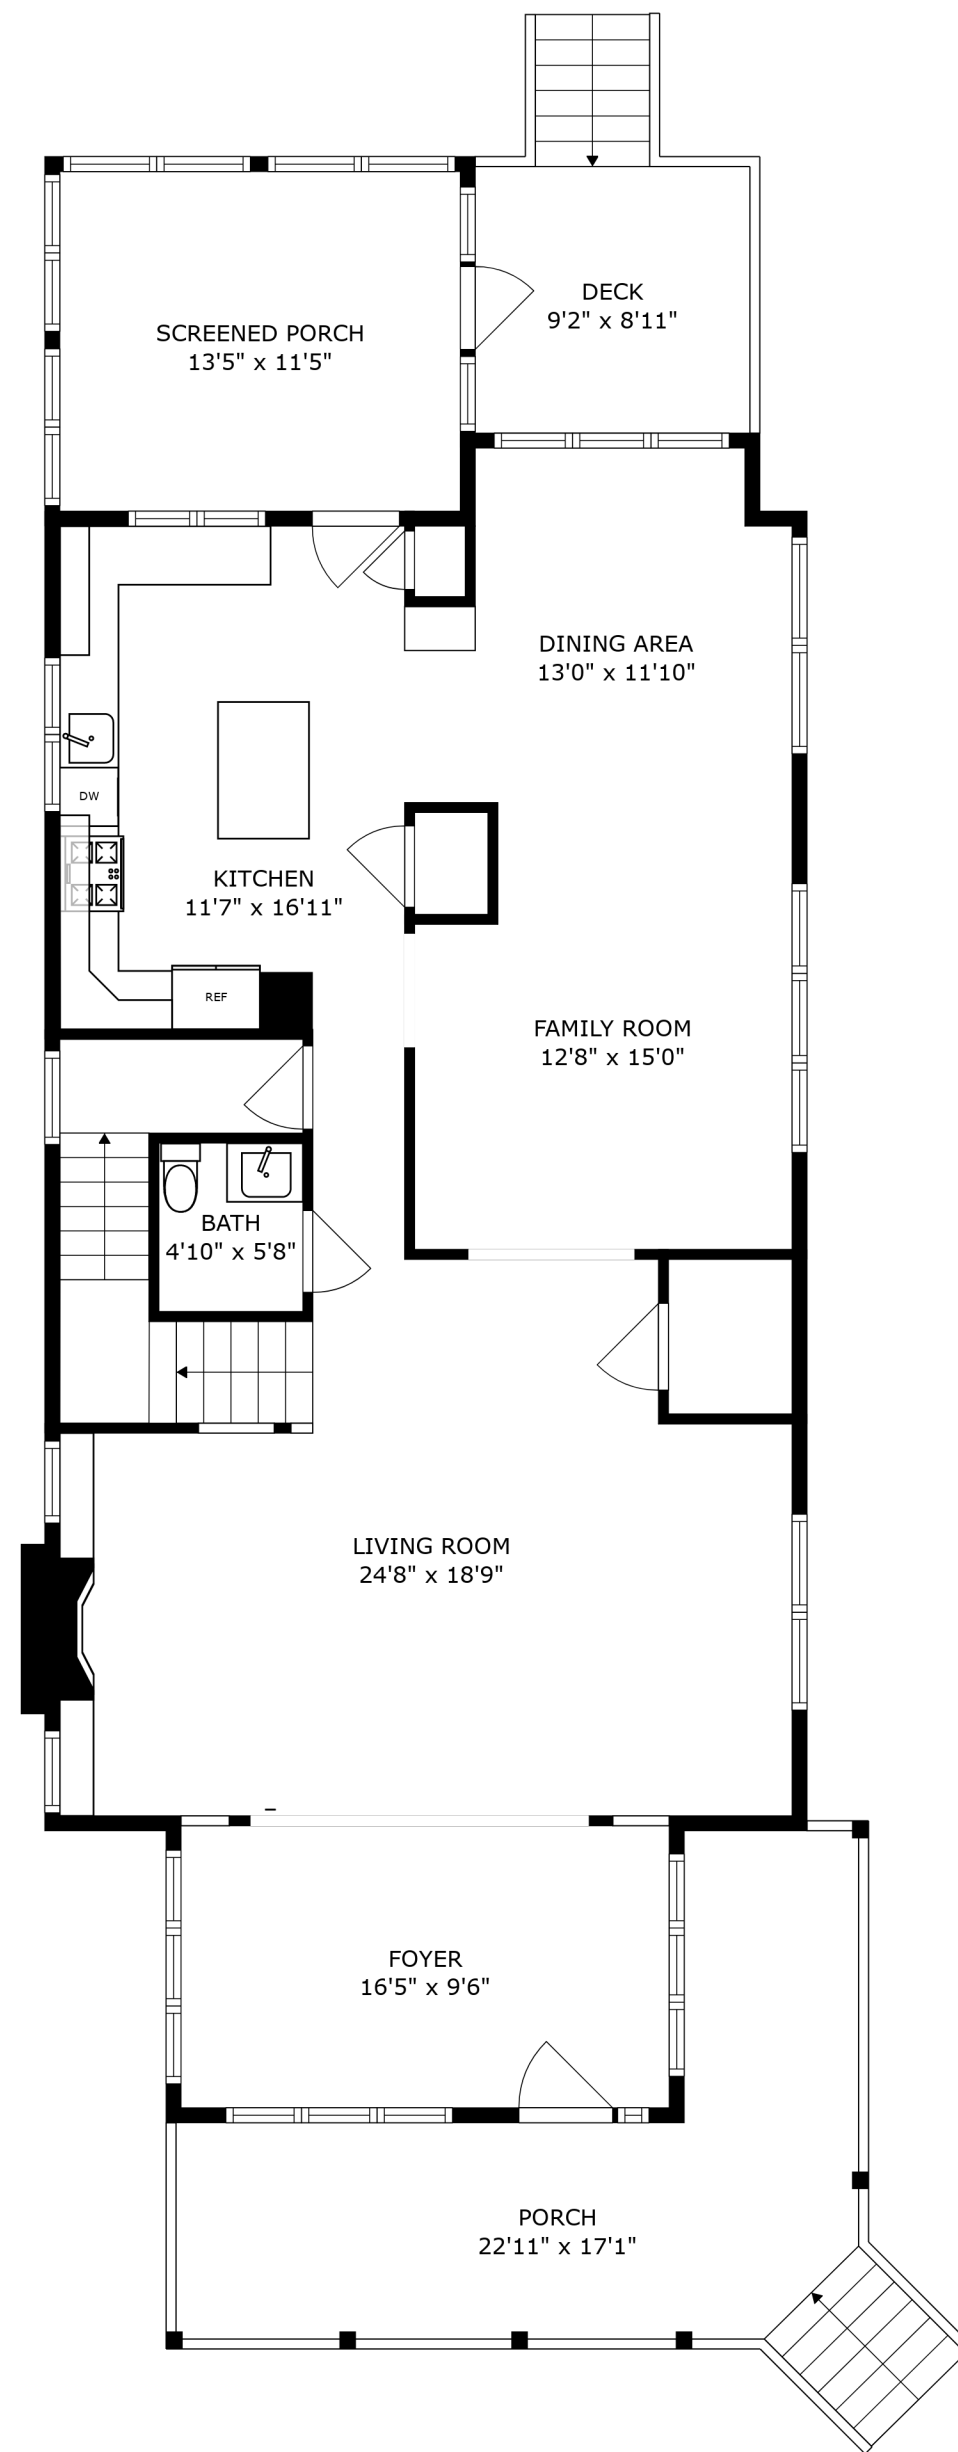 DECK
9'2" x 8'11"
SCREENED PORCH
13'5" x 11'5"
DINING AREA
13'0" x 11'10"
DW
KITCHEN
11'7" x 16'11"
REF
FAMILY ROOM
12'8" x 15'0"
BATH
4'10" x 5'8"
LIVING ROOM
24'8" x 18'9"
FOYER
16'5" x 9'6"
PORCH
22'11" x 17'1"